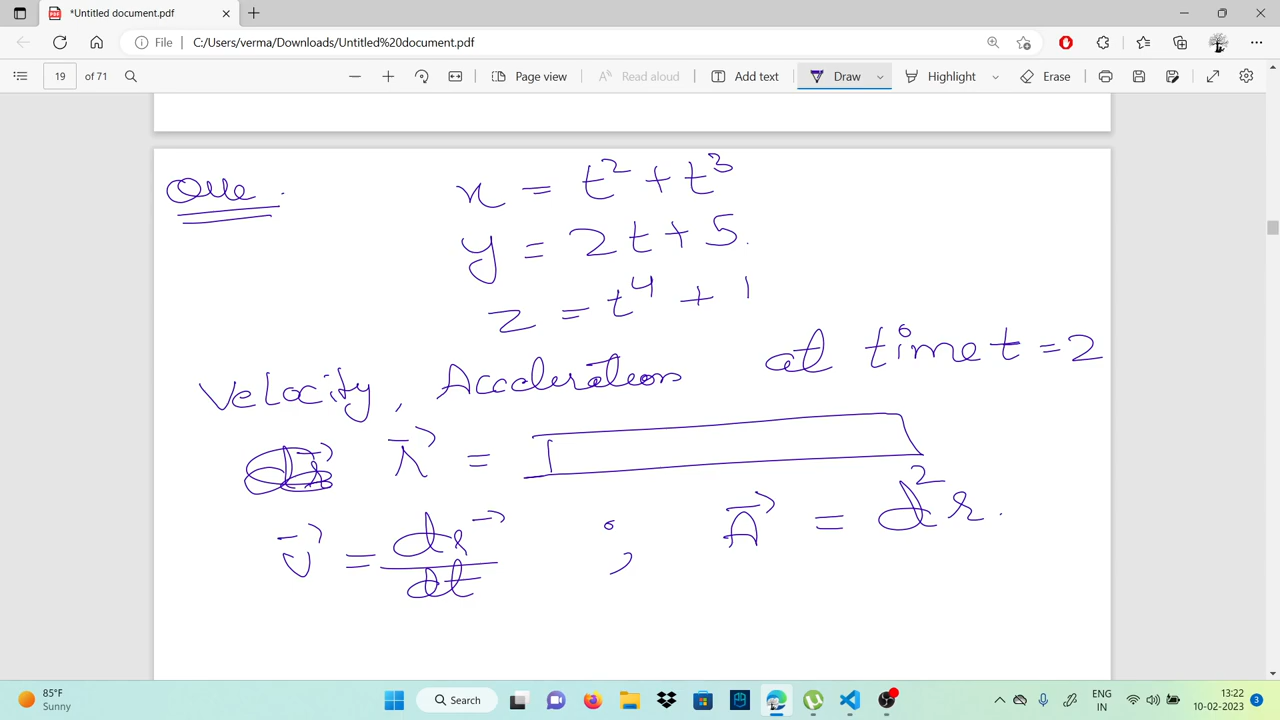 *Untitled document.pdf
File C:/Users/verma/Downloads/Untitled%20document.pdf
19 of 71 Page view Read aloud Add text Draw Highlight Erase
Que.
x = t² + t³
y = 2t + 5.
z = t⁴ + 1
Velocity, Acceleration at time t = 2
r⃗ =
v⃗ = dr⃗/dt ; A⃗ = d²r.
85°F
Sunny
Search
ENG
IN
13:22
10-02-2023
3